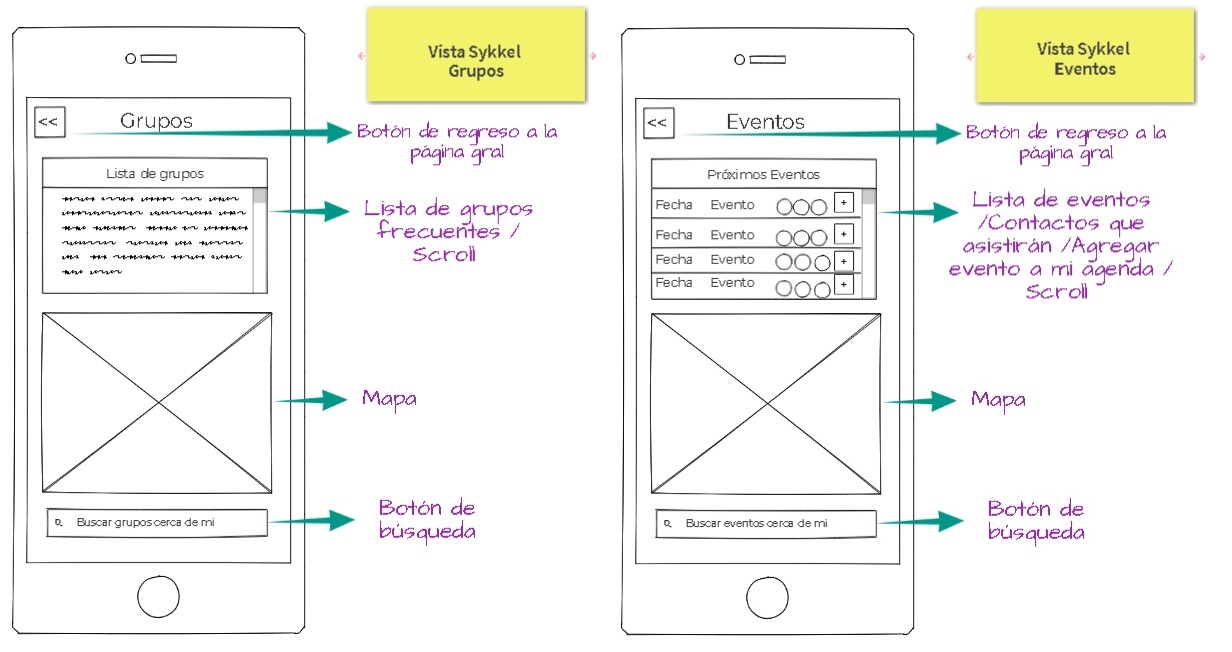 Vista Sykkel
Grupos
<<
Grupos
Botón de regreso a la
página gral
Lista de grupos
Lista de grupos
frecuentes /
Scroll
Mapa
Buscar grupos cerca de mi
Botón de
búsqueda
Vista Sykkel
Eventos
<<
Eventos
Botón de regreso a la
página gral
Próximos Eventos
Fecha Evento +
Fecha Evento +
Fecha Evento +
Fecha Evento +
Lista de eventos
/Contactos que
asistirán /Agregar
evento a mi agenda /
Scroll
Mapa
Buscar eventos cerca de mi
Botón de
búsqueda